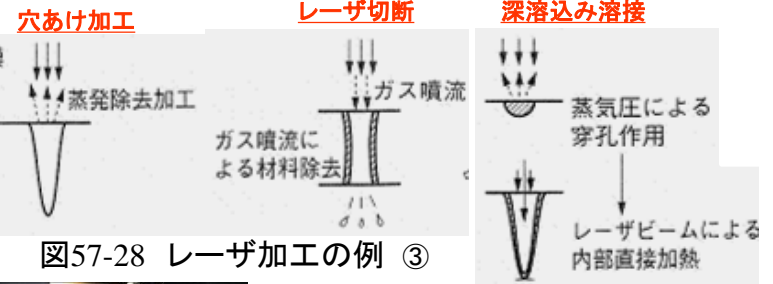 穴あけ加工
蒸発除去加工
レーザ切断
ガス噴流
ガス噴流に
よる材料除去
深溶込み溶接
蒸気圧による
穿孔作用
レーザビームによる
内部直接加熱
図57-28 レーザ加工の例 ③